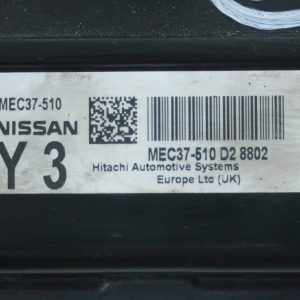 MEC37-510
NISSAN
Y 3
MEC37-510 D2 8802
Hitachi Automotive Systems
Europe Ltd (UK)